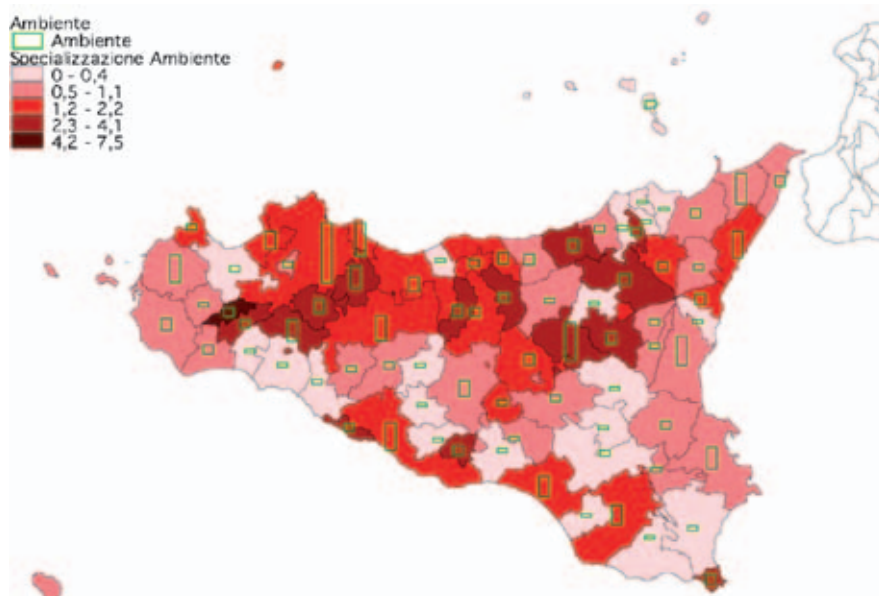 Ambiente
Ambiente
Specializzazione Ambiente
0 - 0,4
0,5 - 1,1
1,2 - 2,2
2,3 - 4,1
4,2 - 7,5